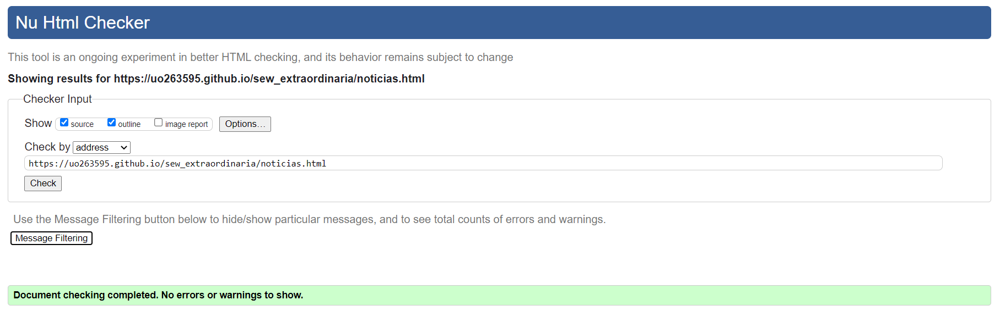 Nu Html Checker
This tool is an ongoing experiment in better HTML checking, and its behavior remains subject to change
Showing results for https://uo263595.github.io/sew_extraordinaria/noticias.html
Checker Input
Show source outline image report Options...
Check by address
https://uo263595.github.io/sew_extraordinaria/noticias.html
Check
Use the Message Filtering button below to hide/show particular messages, and to see total counts of errors and warnings.
Message Filtering
Document checking completed. No errors or warnings to show.